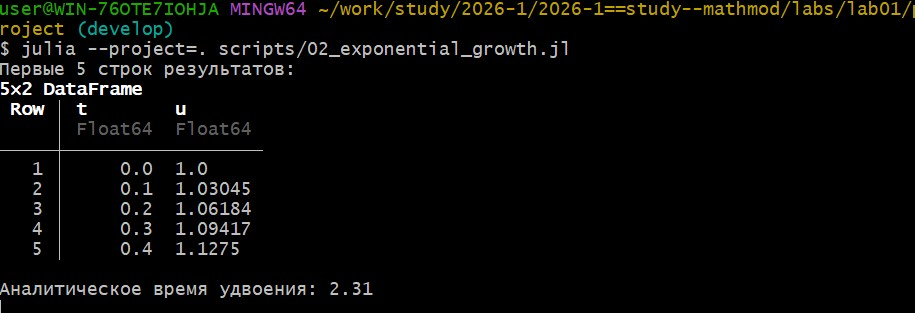 user@WIN-76OTE7IOHJA MINGW64 ~/work/study/2026-1/2026-1==study--mathmod/labs/lab01/
roject (develop)
$ julia --project=. scripts/02_exponential_growth.jl
Первые 5 строк результатов:
5×2 DataFrame
Row │ t u
│ Float64 Float64
1 │ 0.0 1.0
2 │ 0.1 1.03045
3 │ 0.2 1.06184
4 │ 0.3 1.09417
5 │ 0.4 1.1275
Аналитическое время удвоения: 2.31